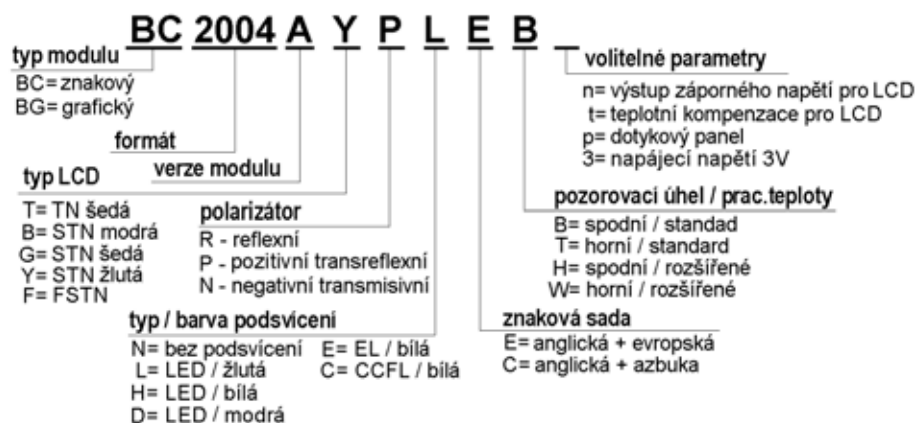 BC 2004 A Y P L E B _
typ modulu
BC= znakový
BG= grafický
formát
verze modulu
typ LCD
T= TN šedá
B= STN modrá
G= STN šedá
Y= STN žlutá
F= FSTN
polarizátor
R - reflexní
P - pozitivní transreflexní
N - negativní transmisivní
typ / barva podsvícení
N= bez podsvícení
L= LED / žlutá
H= LED / bílá
D= LED / modrá
E= EL / bílá
C= CCFL / bílá
volitelné parametry
n= výstup záporného napětí pro LCD
t= teplotní kompenzace pro LCD
p= dotykový panel
3= napájecí napětí 3V
pozorovací úhel / prac.teploty
B= spodní / standad
T= horní / standard
H= spodní / rozšířené
W= horní / rozšířené
znaková sada
E= anglická + evropská
C= anglická + azbuka